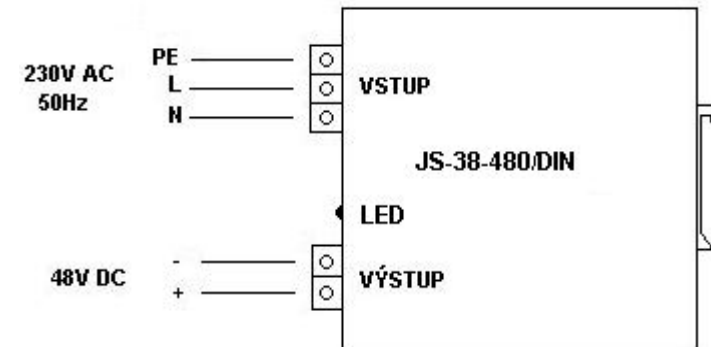 PE
230V AC
L
50Hz
N
VSTUP
JS-38-480/DIN
LED
-
48V DC
+
VÝSTUP